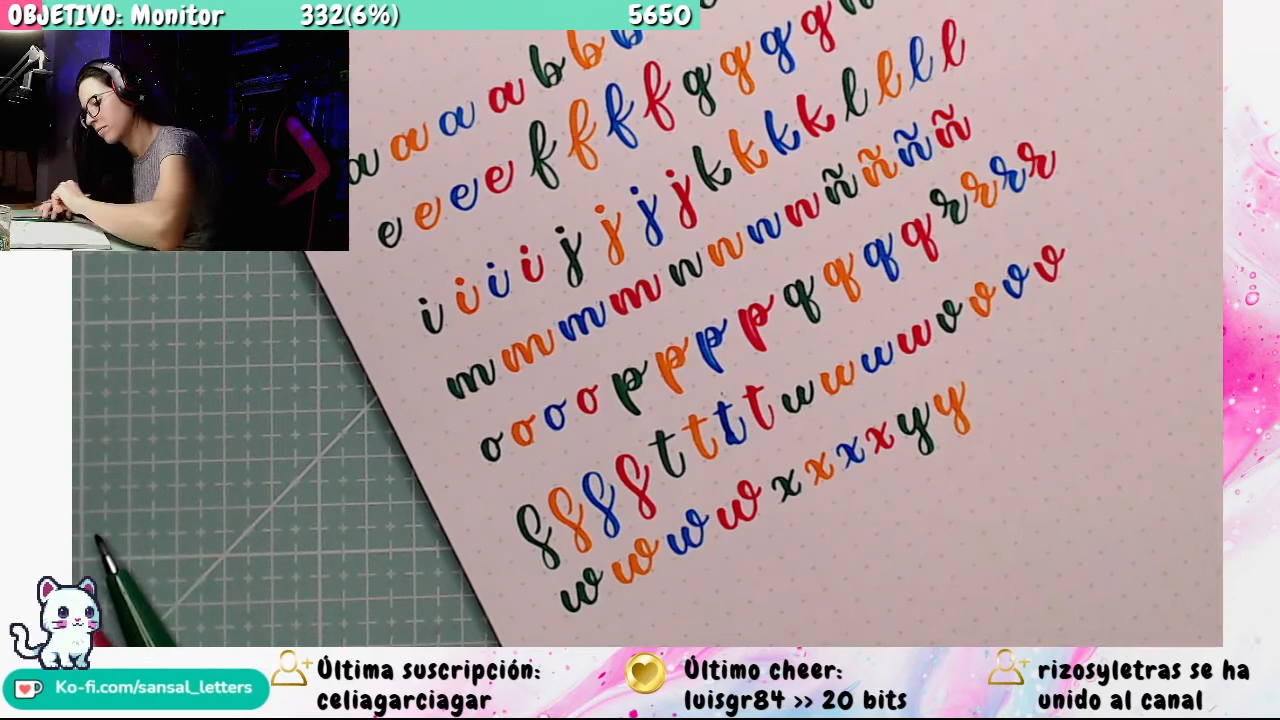 OBJETIVO: Monitor 332(6%) 5650
a a a a b b b
e e e e f f f f g g g g
i i i i j j j j k k k k l l l l
m m m m n n n n ñ ñ ñ ñ
o o o o p p p p q q q q r r r r
s s s s t t t t u u u u v v v v
w w w w x x x x y y
Ko-fi.com/sansal_letters
Última suscripción:
celiagarciagar
Último cheer:
luisgr84 >> 20 bits
rizosyletras se ha
unido al canal